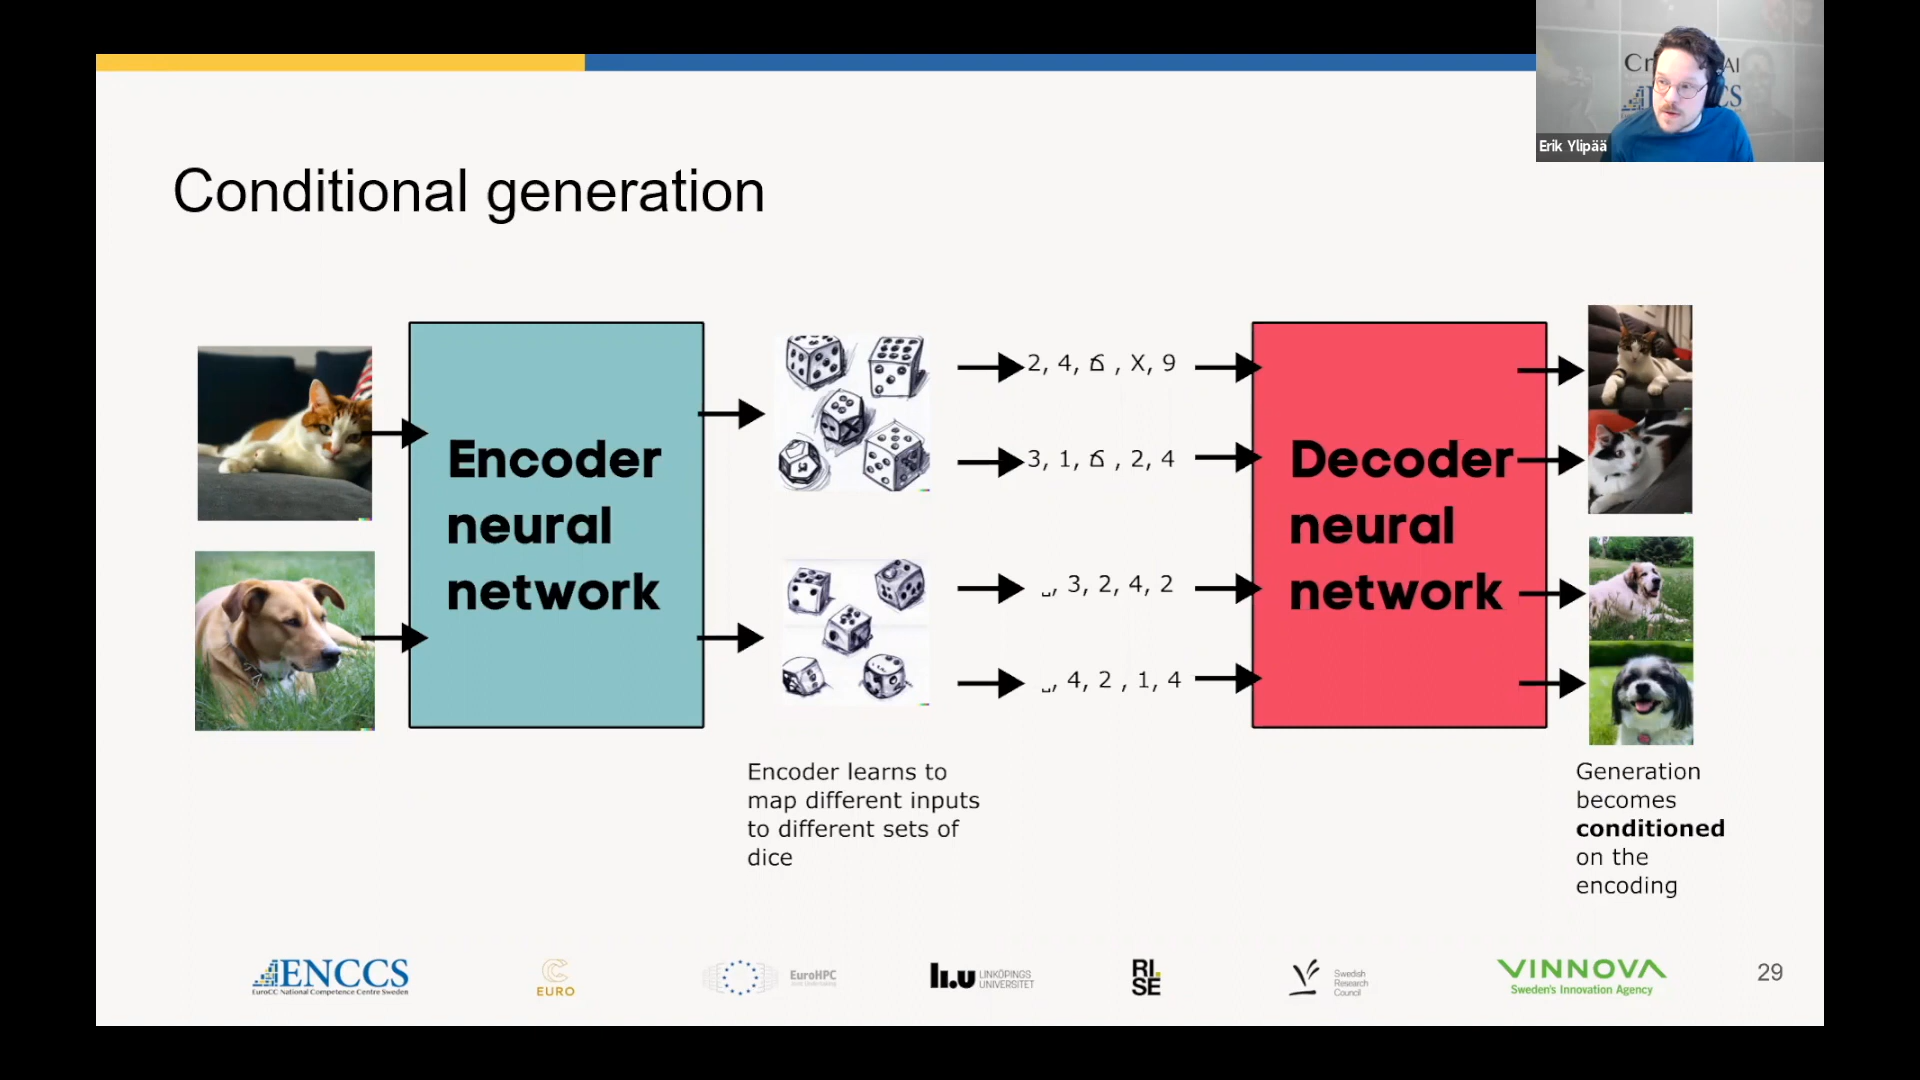 Erik Ylipää
Conditional generation
Encoder
neural
network
2, 4, ב , X, 9
3, 1, ב , 2, 4
␣, 3, 2, 4, 2
␣, 4, 2 , 1, 4
Decoder
neural
network
Encoder learns to
map different inputs
to different sets of
dice
Generation
becomes
conditioned
on the
encoding
ENCCS
EuroCC National Competence Centre Sweden
EURO
EuroHPC
LiU LINKÖPINGS
UNIVERSITET
RI.
SE
Swedish
Research
Council
VINNOVA
Sweden's Innovation Agency
29